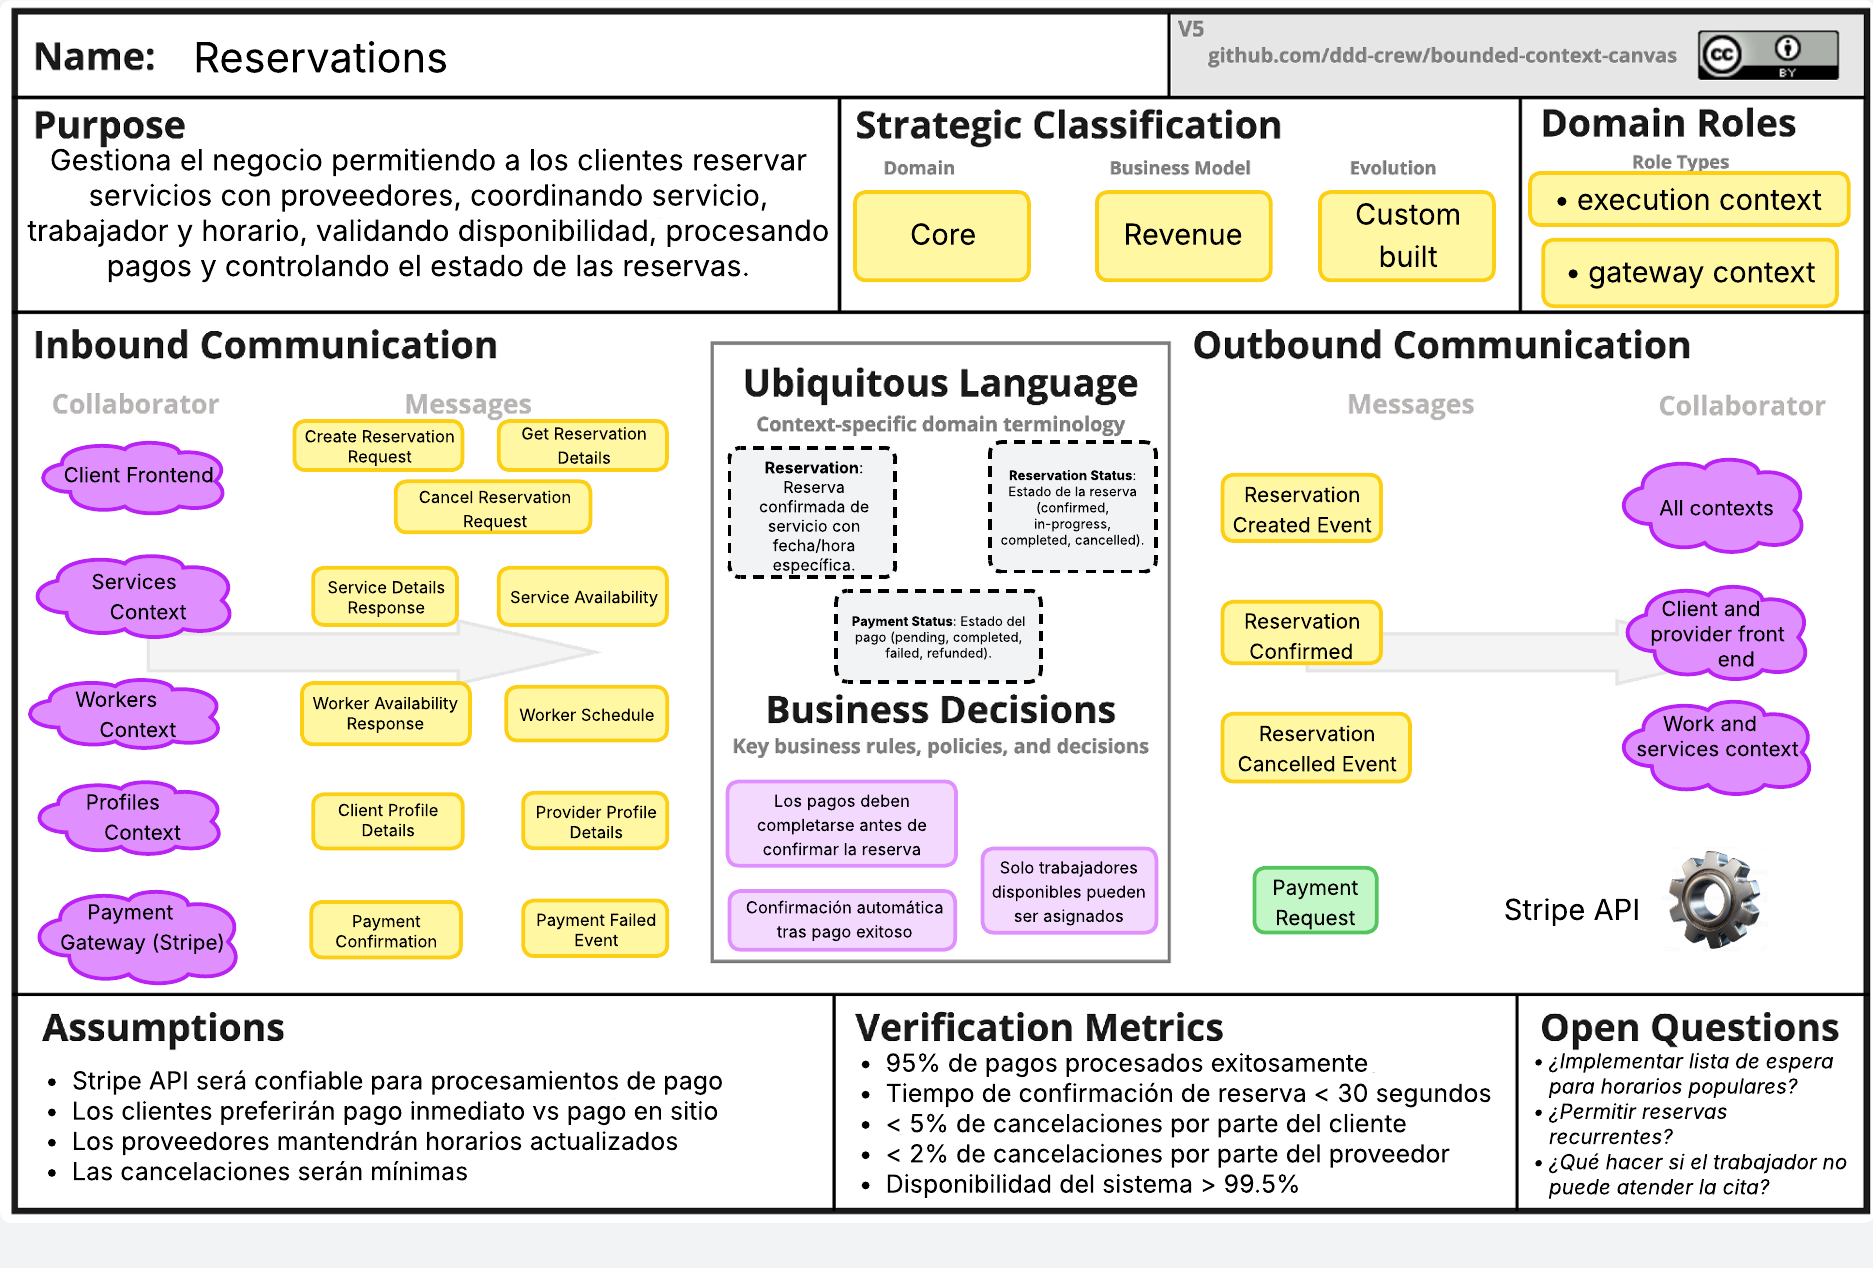 Name: Reservations
V5
github.com/ddd-crew/bounded-context-canvas
cc
BY
Purpose
Gestiona el negocio permitiendo a los clientes reservar
servicios con proveedores, coordinando servicio,
trabajador y horario, validando disponibilidad, procesando
pagos y controlando el estado de las reservas.
Strategic Classification
Domain
Business Model
Evolution
Core
Revenue
Custom
built
Domain Roles
Role Types
• execution context
• gateway context
Inbound Communication
Collaborator
Messages
Client Frontend
Create Reservation
Request
Get Reservation
Details
Cancel Reservation
Request
Services
Context
Service Details
Response
Service Availability
Workers
Context
Worker Availability
Response
Worker Schedule
Profiles
Context
Client Profile
Details
Provider Profile
Details
Payment
Gateway (Stripe)
Payment
Confirmation
Payment Failed
Event
Ubiquitous Language
Context-specific domain terminology
Reservation:
Reserva
confirmada de
servicio con
fecha/hora
específica.
Reservation Status:
Estado de la reserva
(confirmed,
in-progress,
completed, cancelled).
Payment Status: Estado del
pago (pending, completed,
failed, refunded).
Business Decisions
Key business rules, policies, and decisions
Los pagos deben
completarse antes de
confirmar la reserva
Solo trabajadores
disponibles pueden
ser asignados
Confirmación automática
tras pago exitoso
Outbound Communication
Messages
Collaborator
Reservation
Created Event
All contexts
Reservation
Confirmed
Client and
provider front
end
Reservation
Cancelled Event
Work and
services context
Payment
Request
Stripe API
Assumptions
• Stripe API será confiable para procesamientos de pago
• Los clientes preferirán pago inmediato vs pago en sitio
• Los proveedores mantendrán horarios actualizados
• Las cancelaciones serán mínimas
Verification Metrics
• 95% de pagos procesados exitosamente
• Tiempo de confirmación de reserva < 30 segundos
• < 5% de cancelaciones por parte del cliente
• < 2% de cancelaciones por parte del proveedor
• Disponibilidad del sistema > 99.5%
Open Questions
• ¿Implementar lista de espera
para horarios populares?
• ¿Permitir reservas
recurrentes?
• ¿Qué hacer si el trabajador no
puede atender la cita?